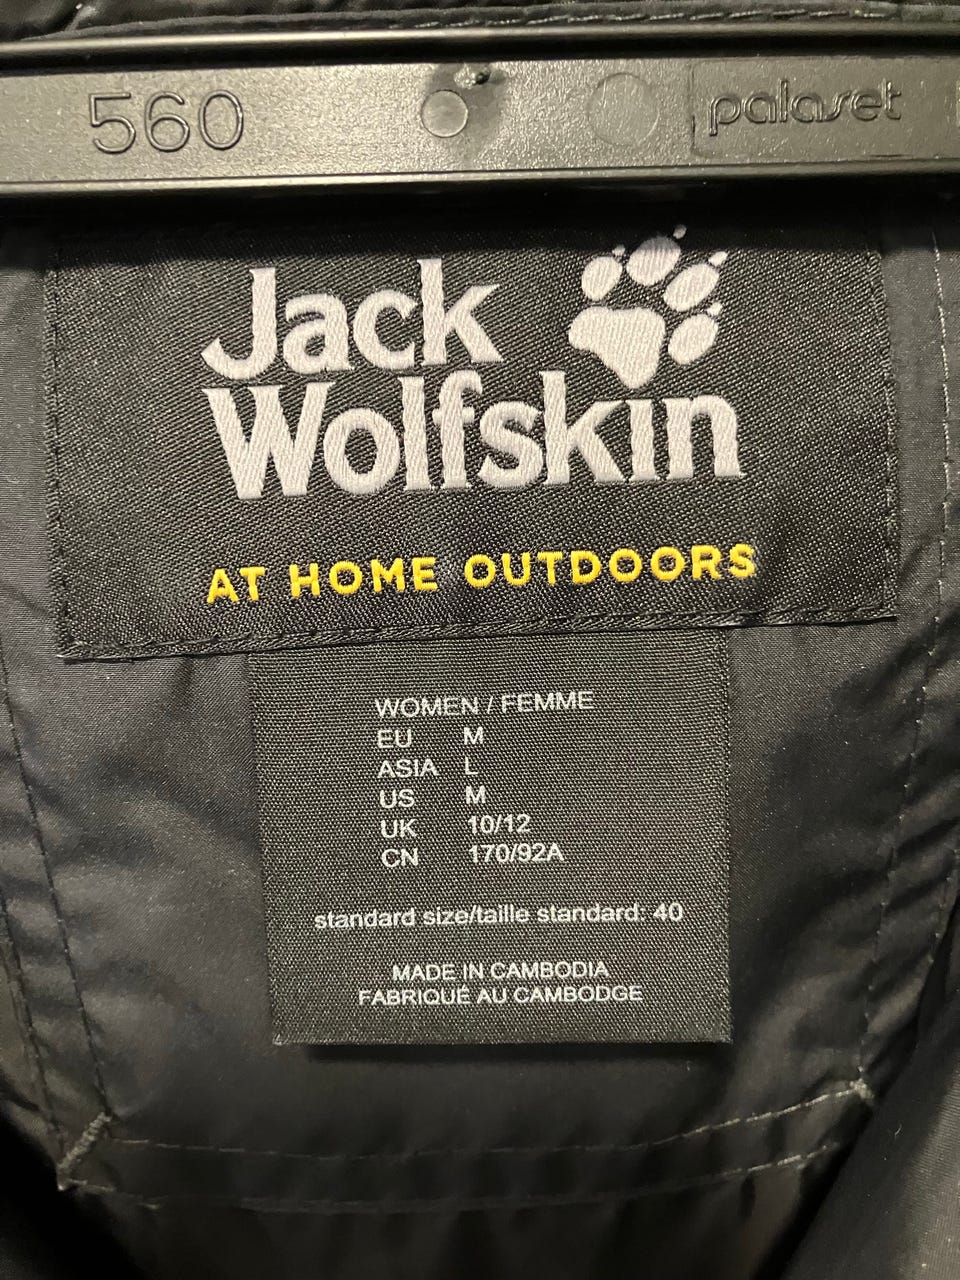 560
palaset
Jack
Wolfskin
AT HOME OUTDOORS
WOMEN / FEMME
EU M
ASIA L
US M
UK 10/12
CN 170/92A
standard size/taille standard: 40
MADE IN CAMBODIA
FABRIQUÉ AU CAMBODGE